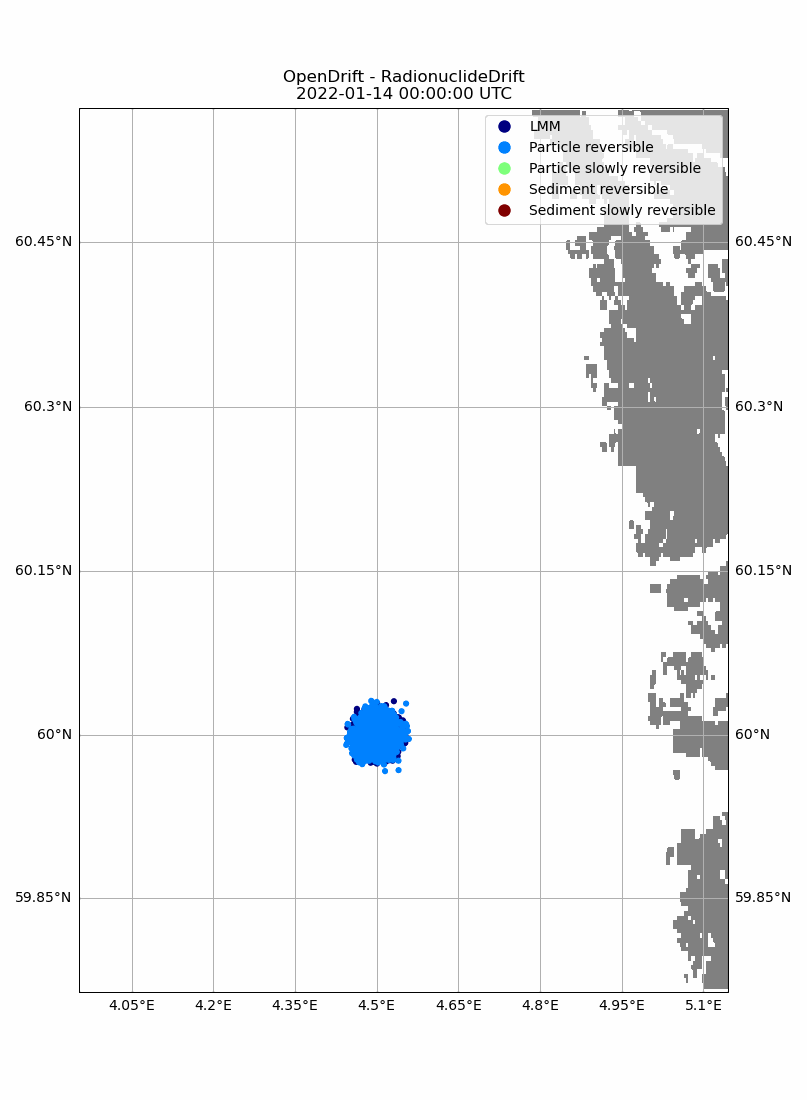 OpenDrift - RadionuclideDrift
2022-01-14 00:00:00 UTC
LMM
Particle reversible
Particle slowly reversible
Sediment reversible
Sediment slowly reversible
60.45°N
60.45°N
60.3°N
60.3°N
60.15°N
60.15°N
60°N
60°N
59.85°N
59.85°N
4.05°E
4.2°E
4.35°E
4.5°E
4.65°E
4.8°E
4.95°E
5.1°E